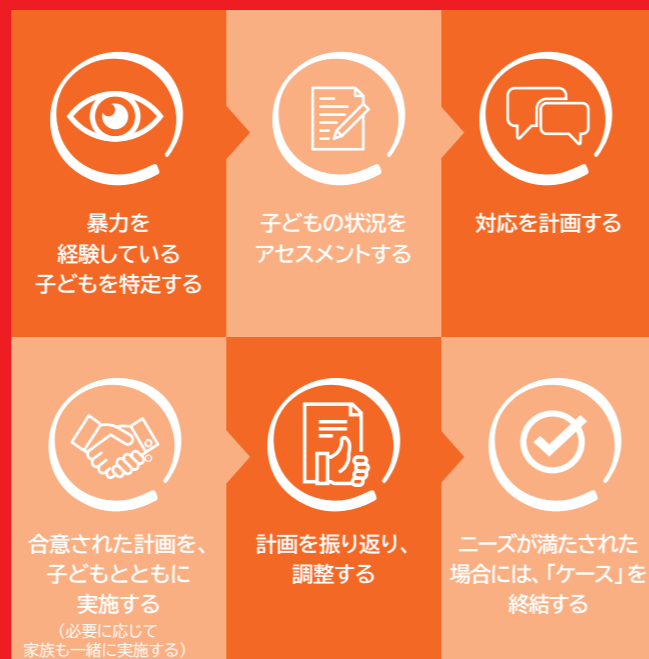 暴力を
経験している
子どもを特定する
子どもの状況を
アセスメントする
対応を計画する
合意された計画を、
子どもとともに
実施する
（必要に応じて
家族も一緒に実施する）
計画を振り返り、
調整する
ニーズが満たされた
場合には、「ケース」を
終結する